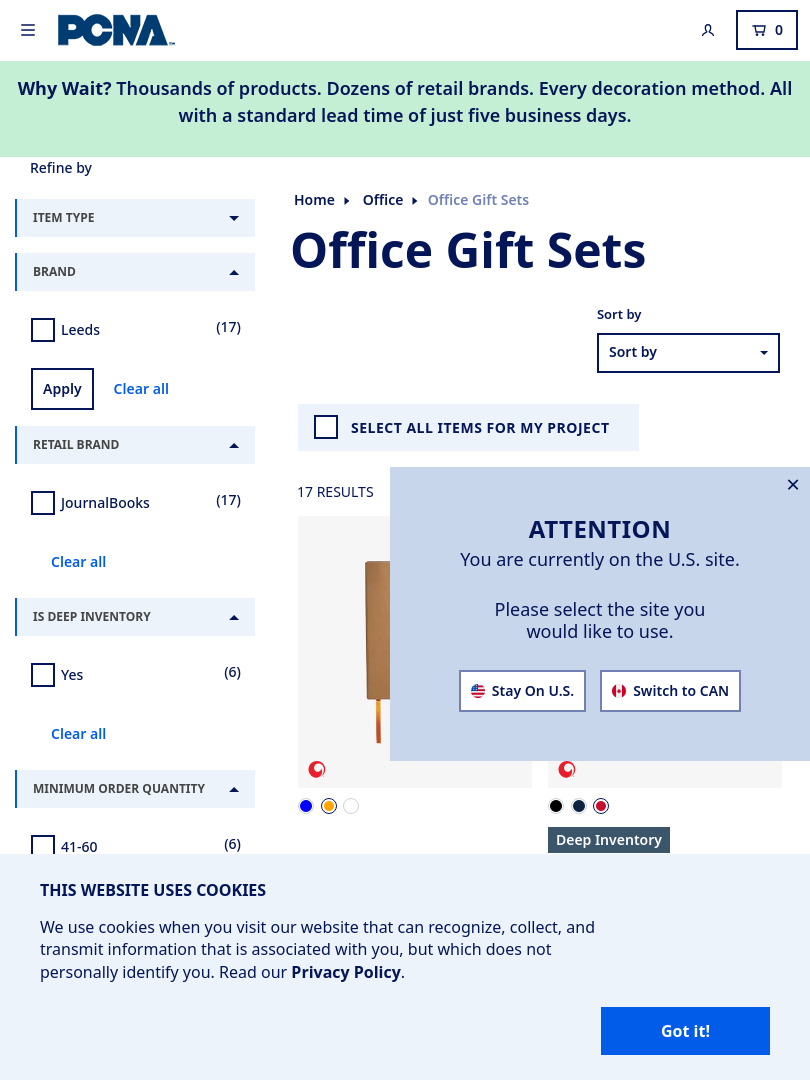 PCNA
0
Why Wait? Thousands of products. Dozens of retail brands. Every decoration method. All
with a standard lead time of just five business days.
Refine by
ITEM TYPE
BRAND
Leeds (17)
Apply Clear all
RETAIL BRAND
JournalBooks (17)
Clear all
IS DEEP INVENTORY
Yes (6)
Clear all
MINIMUM ORDER QUANTITY
41-60 (6)
Home Office Office Gift Sets
Office Gift Sets
Sort by
Sort by
SELECT ALL ITEMS FOR MY PROJECT
17 RESULTS
ATTENTION
You are currently on the U.S. site.
Please select the site you
would like to use.
Stay On U.S. Switch to CAN
Deep Inventory
THIS WEBSITE USES COOKIES
We use cookies when you visit our website that can recognize, collect, and
transmit information that is associated with you, but which does not
personally identify you. Read our Privacy Policy.
Got it!